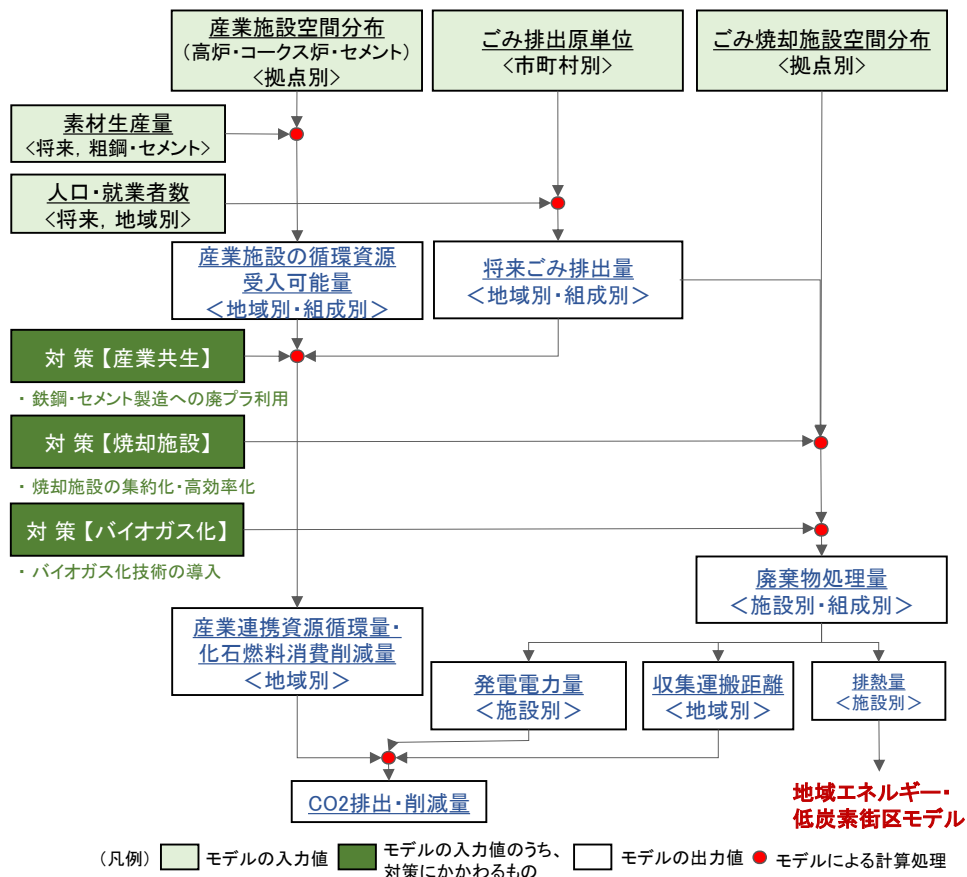 産業施設空間分布
(高炉・コークス炉・セメント)
<拠点別>
ごみ排出原単位
<市町村別>
ごみ焼却施設空間分布
<拠点別>
素材生産量
<将来, 粗鋼・セメント>
人口・就業者数
<将来, 地域別>
産業施設の循環資源
受入可能量
＜地域別・組成別＞
将来ごみ排出量
＜地域別・組成別＞
対 策【産業共生】
・ 鉄鋼・セメント製造への廃プラ利用
対 策【焼却施設】
・ 焼却施設の集約化・高効率化
対 策【バイオガス化】
・ バイオガス化技術の導入
廃棄物処理量
＜施設別・組成別＞
産業連携資源循環量・
化石燃料消費削減量
＜地域別＞
発電電力量
＜施設別＞
収集運搬距離
＜地域別＞
排熱量
＜施設別＞
CO2排出・削減量
地域エネルギー・
低炭素街区モデル
(凡例) モデルの入力値 モデルの入力値のうち、
対策にかかわるもの モデルの出力値 モデルによる計算処理